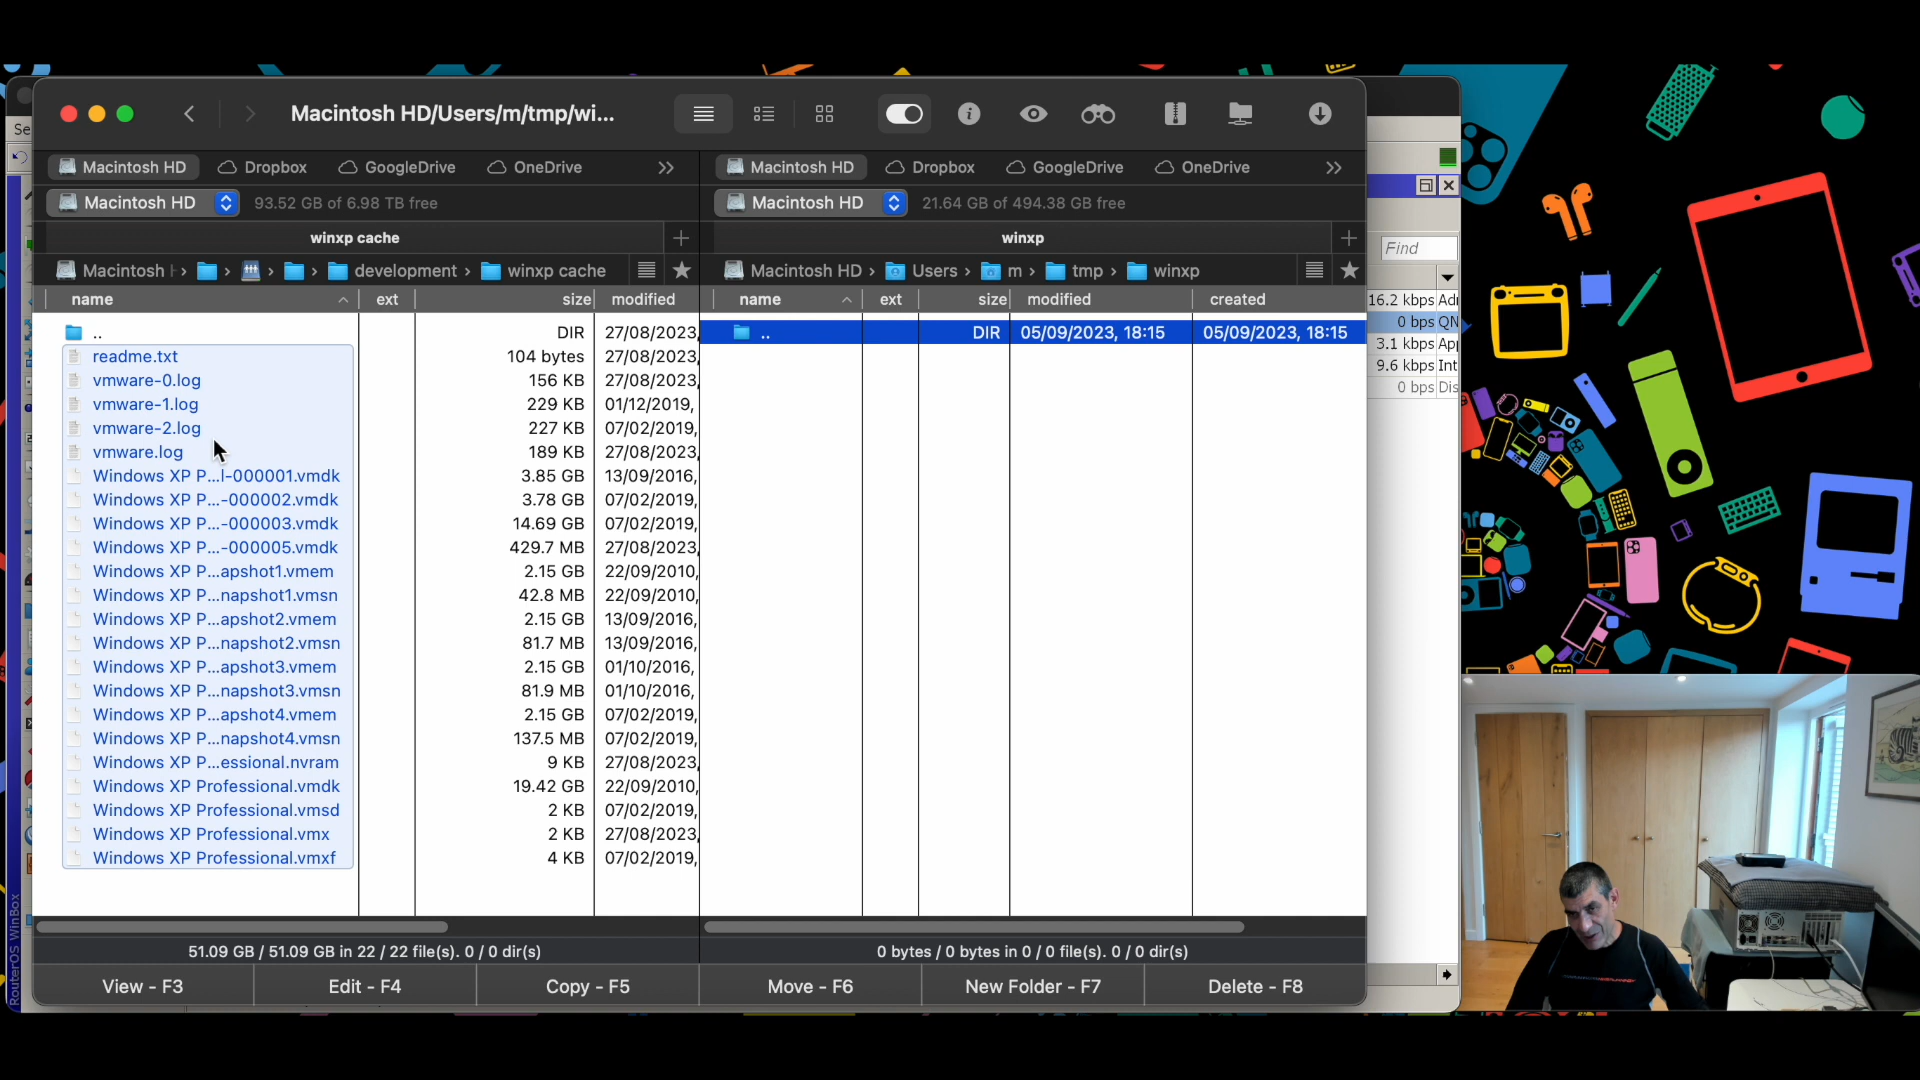 Macintosh HD/Users/m/tmp/wi...
Se
Macintosh HD Dropbox GoogleDrive OneDrive
Macintosh HD Dropbox GoogleDrive OneDrive
Macintosh HD 93.52 GB of 6.98 TB free
Macintosh HD 21.64 GB of 494.38 GB free
winxp cache
winxp
Macintosh H › › › › development › winxp cache
Macintosh HD › Users › m › tmp › winxp
name ext size modified
name ext size modified created
.. DIR 27/08/2023,
.. DIR 05/09/2023, 18:15 05/09/2023, 18:15
readme.txt 104 bytes 27/08/2023,
vmware-0.log 156 KB 27/08/2023,
vmware-1.log 229 KB 01/12/2019,
vmware-2.log 227 KB 07/02/2019,
vmware.log 189 KB 27/08/2023,
Windows XP P...l-000001.vmdk 3.85 GB 13/09/2016,
Windows XP P...-000002.vmdk 3.78 GB 07/02/2019,
Windows XP P...-000003.vmdk 14.69 GB 07/02/2019,
Windows XP P...-000005.vmdk 429.7 MB 27/08/2023,
Windows XP P...apshot1.vmem 2.15 GB 22/09/2010,
Windows XP P...napshot1.vmsn 42.8 MB 22/09/2010,
Windows XP P...apshot2.vmem 2.15 GB 13/09/2016,
Windows XP P...napshot2.vmsn 81.7 MB 13/09/2016,
Windows XP P...apshot3.vmem 2.15 GB 01/10/2016,
Windows XP P...napshot3.vmsn 81.9 MB 01/10/2016,
Windows XP P...apshot4.vmem 2.15 GB 07/02/2019,
Windows XP P...napshot4.vmsn 137.5 MB 07/02/2019,
Windows XP P...essional.nvram 9 KB 27/08/2023,
Windows XP Professional.vmdk 19.42 GB 22/09/2010,
Windows XP Professional.vmsd 2 KB 07/02/2019,
Windows XP Professional.vmx 2 KB 27/08/2023,
Windows XP Professional.vmxf 4 KB 07/02/2019,
51.09 GB / 51.09 GB in 22 / 22 file(s). 0 / 0 dir(s)
0 bytes / 0 bytes in 0 / 0 file(s). 0 / 0 dir(s)
View - F3 Edit - F4 Copy - F5 Move - F6 New Folder - F7 Delete - F8
Find
16.2 kbps Ad
0 bps QN
3.1 kbps Ap
9.6 kbps Int
0 bps Dis
RouterOS WinBox